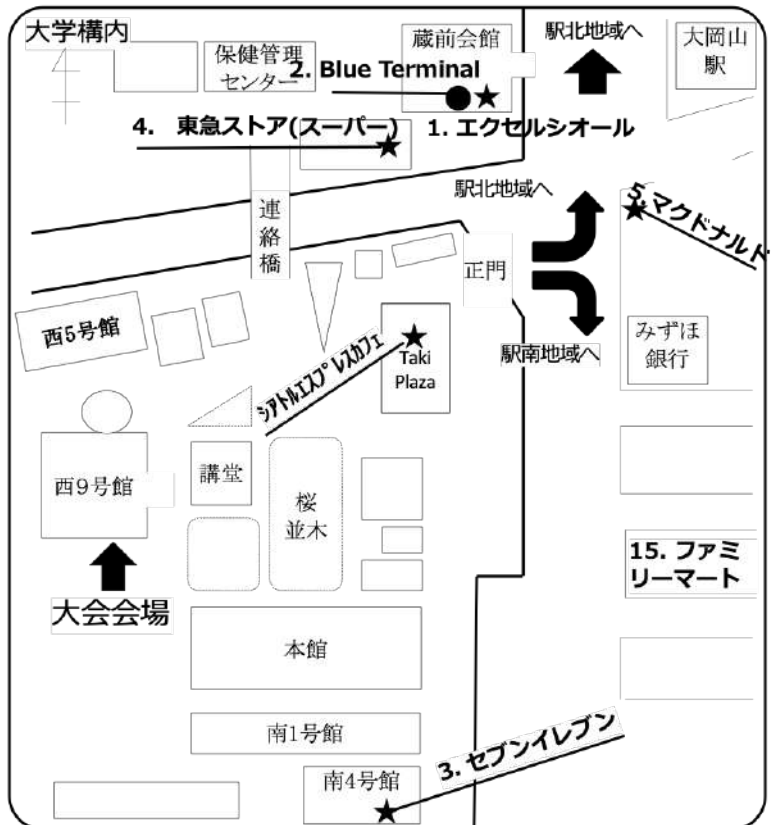 大学構内
保健管理
センター
蔵前会館
駅北地域へ
大岡山
駅
2. Blue Terminal
4. 東急ストア(スーパー)
1. エクセルシオール
連
絡
橋
駅北地域へ
5.マクドナルド
正門
西5号館
シアトルエスプレスカフェ
Taki
Plaza
駅南地域へ
みずほ
銀行
西9号館
講堂
桜
並木
15. ファミ
リーマート
大会会場
本館
南1号館
3. セブンイレブン
南4号館